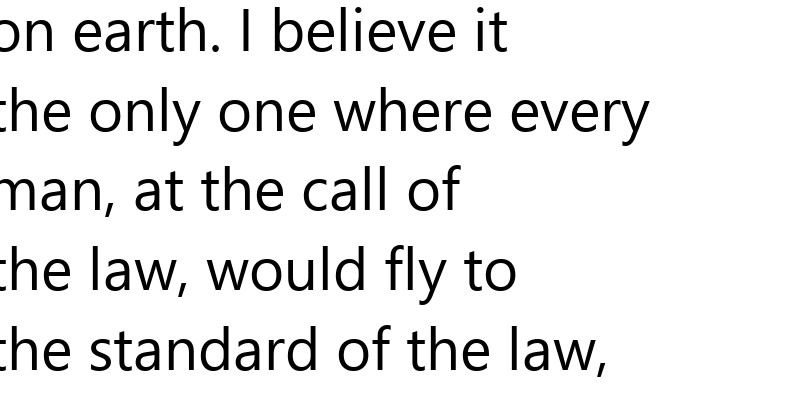 on earth. I believe it
the only one where every
man, at the call of
the law, would fly to
the standard of the law,